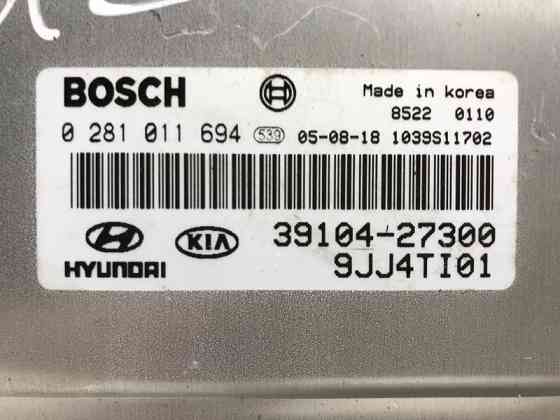 BOSCH
Made in korea
8522 0110
0 281 011 694 539 05-08-18 1039S11702
HYUNDAI KIA 39104-27300
9JJ4TI01